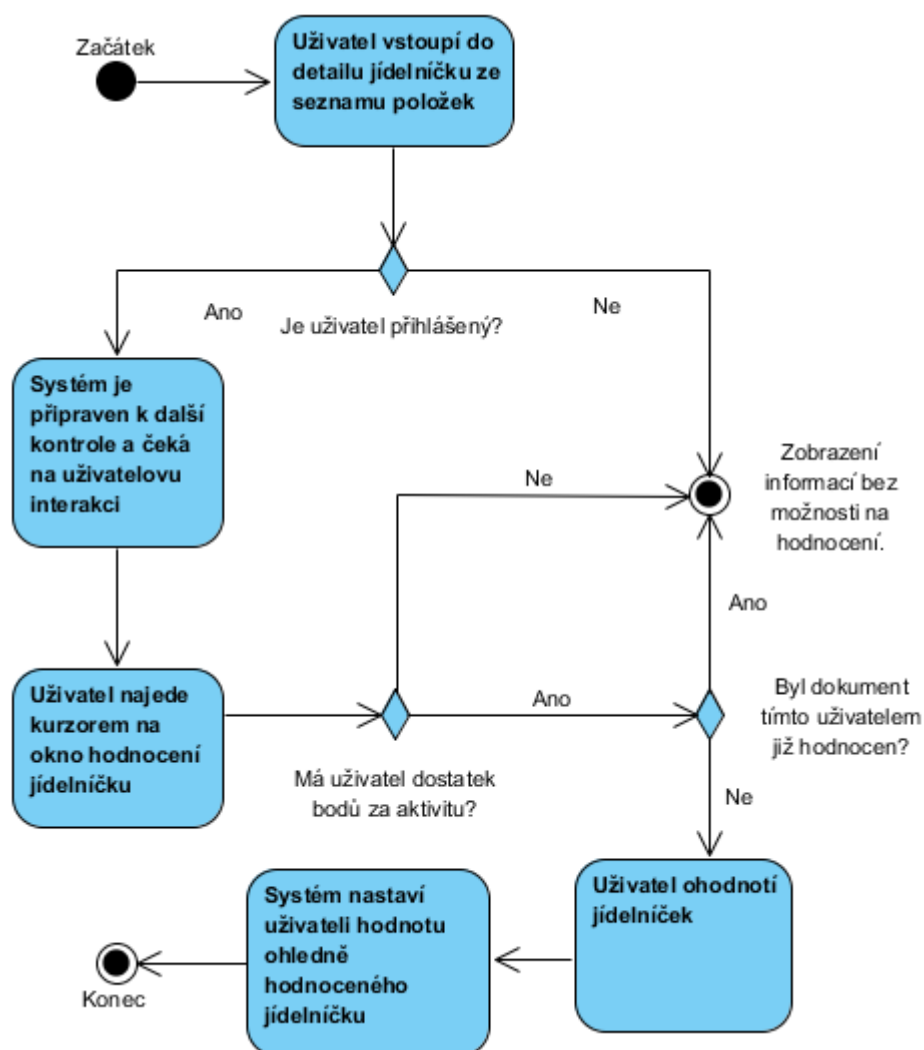 Začátek
Uživatel vstoupí do
detailu jídelníčku ze
seznamu položek
Ano
Je uživatel přihlášený?
Ne
Systém je
připraven k další
kontrole a čeká
na uživatelovu
interakci
Ne
Zobrazení
informací bez
možnosti na
hodnocení.
Ano
Uživatel najede
kurzorem na
okno hodnocení
jídelníčku
Ano
Má uživatel dostatek
bodů za aktivitu?
Byl dokument
tímto uživatelem
již hodnocen?
Ne
Uživatel ohodnotí
jídelníček
Systém nastaví
uživateli hodnotu
ohledně
hodnoceného
jídelníčku
Konec